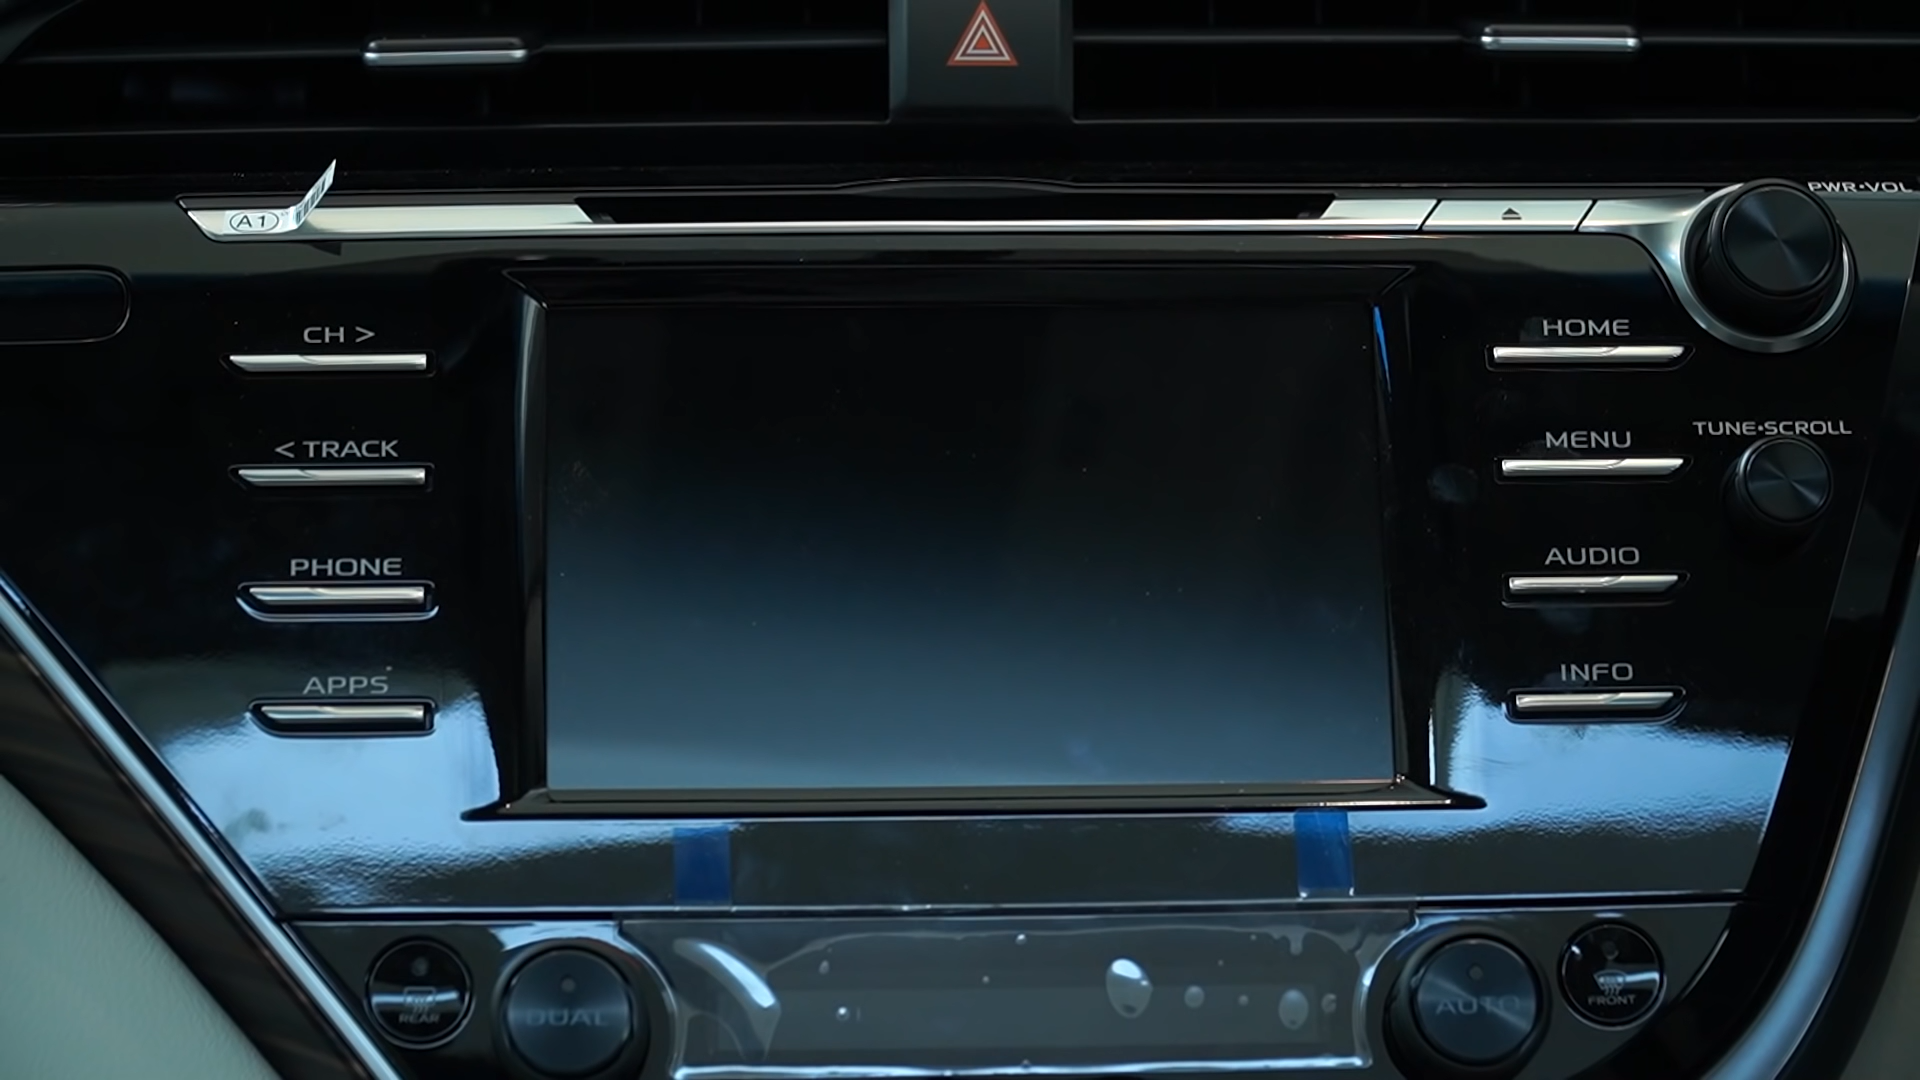 PWR•VOL
A1
CH >
HOME
< TRACK
MENU
TUNE•SCROLL
PHONE
AUDIO
APPS
INFO
REAR
DUAL
AUTO
FRONT